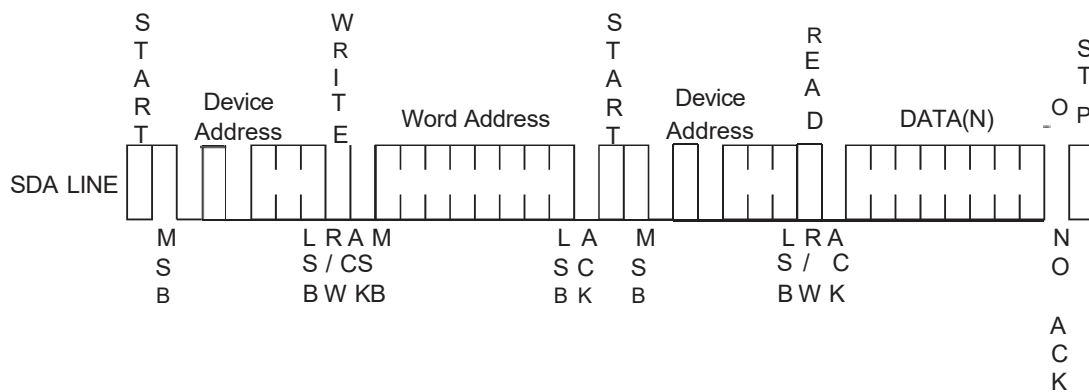 START
WRITE
START
READ
STOP
Device
Address
Word Address
Device
Address
DATA(N)
SDA LINE
MSB
LSB
R/W
ACK
MSB
LSB
ACK
MSB
LSB
R/W
ACK
NO ACK